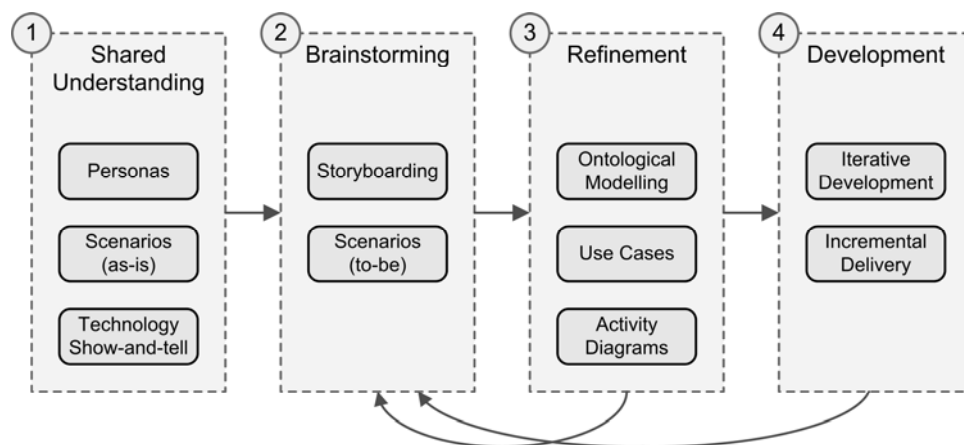 1
Shared
Understanding
Personas
Scenarios
(as-is)
Technology
Show-and-tell
2
Brainstorming
Storyboarding
Scenarios
(to-be)
3
Refinement
Ontological
Modelling
Use Cases
Activity
Diagrams
4
Development
Iterative
Development
Incremental
Delivery